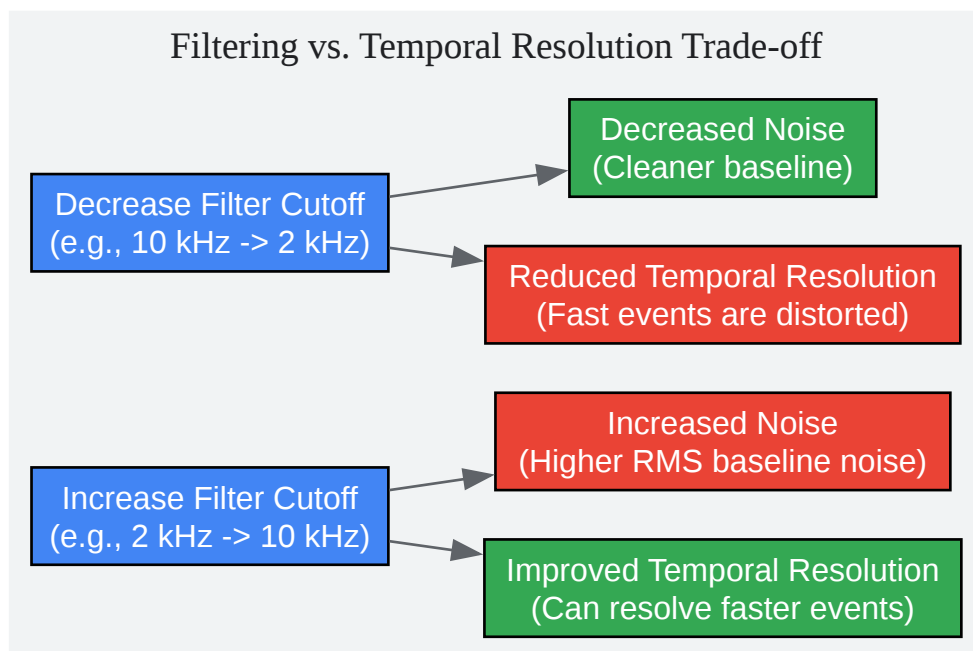 Filtering vs. Temporal Resolution Trade-off
Decrease Filter Cutoff
(e.g., 10 kHz -> 2 kHz)
Decreased Noise
(Cleaner baseline)
Reduced Temporal Resolution
(Fast events are distorted)
Increase Filter Cutoff
(e.g., 2 kHz -> 10 kHz)
Increased Noise
(Higher RMS baseline noise)
Improved Temporal Resolution
(Can resolve faster events)